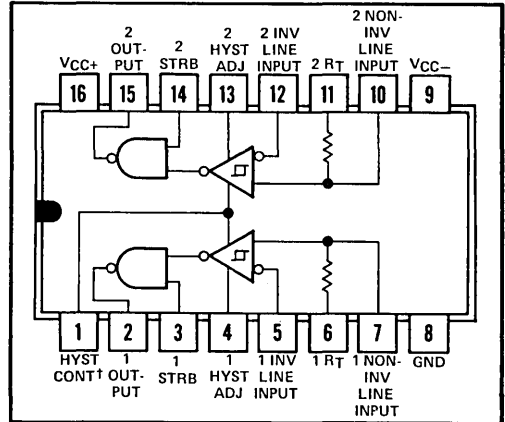 2 OUT- PUT
2 STRB
2 HYST ADJ
2 INV LINE INPUT
2 RT
2 NON- INV LINE INPUT
VCC+
VCC–
16 15 14 13 12 11 10 9
1 2 3 4 5 6 7 8
HYST CONT†
1 OUT- PUT
1 STRB
1 HYST ADJ
1 INV LINE INPUT
1 RT
1 NON- INV LINE INPUT
GND